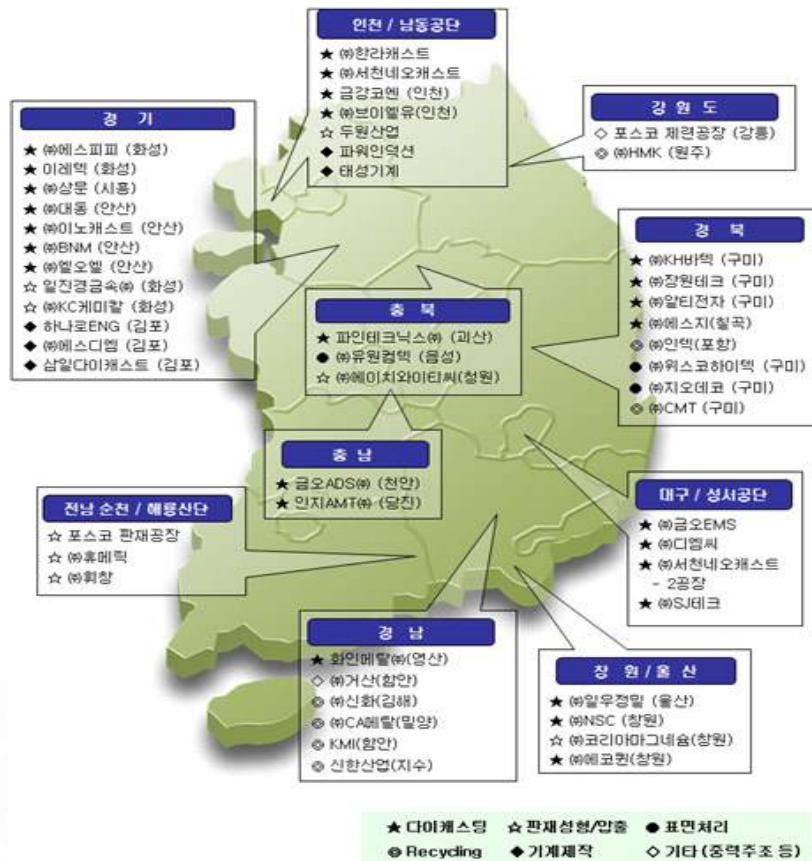 인천 / 남동공단
★ ㈜한라캐스트
★ ㈜서천네오캐스트
★ 금강코엔 (인천)
★ ㈜브이엘유(인천)
☆ 두원산업
◆ 파워인덕션
◆ 태성기계
강 원 도
◇ 포스코 제련공장 (강릉)
◎ ㈜HMK (원주)
경 기
★ ㈜에스피피 (화성)
★ 이레텍 (화성)
★ ㈜상문 (시흥)
★ ㈜대동 (안산)
★ ㈜이노캐스트 (안산)
★ ㈜BNM (안산)
★ ㈜엘오엘 (안산)
☆ 일진경금속㈜ (화성)
☆ ㈜KC케미칼 (화성)
◆ 하나로ENG (김포)
◆ ㈜에스디엠 (김포)
◆ 삼일다이캐스트 (김포)
경 북
★ ㈜KH바텍 (구미)
★ ㈜장원테크 (구미)
★ ㈜알티전자 (구미)
★ ㈜에스지(칠곡)
◎ ㈜인텍(포항)
● ㈜위스코하이텍 (구미)
● ㈜지오데코 (구미)
◎ ㈜CMT (구미)
충 북
★ 파인테크닉스㈜ (괴산)
● ㈜유원컴텍 (음성)
☆ ㈜에이치와이티씨(청원)
충 남
★ 금오ADS㈜ (천안)
★ 인지AMT㈜ (당진)
전남 순천 / 해룡산단
☆ 포스코 판재공장
☆ ㈜휴메릭
☆ ㈜휘창
대구 / 성서공단
★ ㈜금오EMS
★ ㈜디엠씨
★ ㈜서천네오캐스트
- 2공장
★ ㈜SJ테크
경 남
★ 화인메탈㈜(영산)
◇ ㈜거산(함안)
◎ ㈜신화(김해)
◎ ㈜CA메탈(밀양)
◎ KMI(함안)
◎ 신한산업(지수)
창 원 / 울 산
★ ㈜일우정밀 (울산)
★ ㈜NSC (창원)
☆ ㈜코리아마그네슘(창원)
★ ㈜에코퀸(창원)
★ 다이캐스팅 ☆ 판재성형/압출 ● 표면처리
◎ Recycling ◆ 기계제작 ◇ 기타 (중력주조 등)